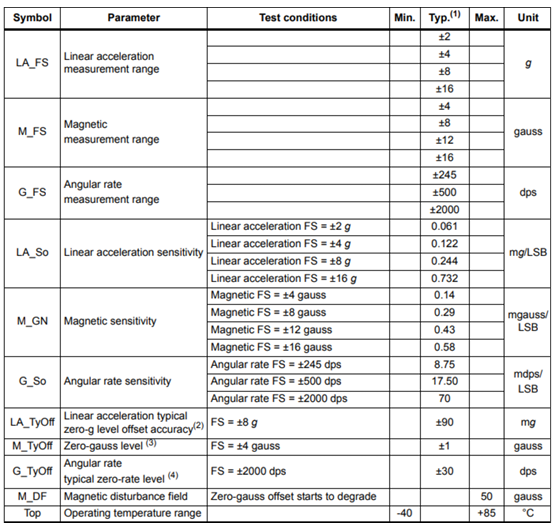 Symbol Parameter Test conditions Min. Typ.(1) Max. Unit
LA_FS Linear acceleration measurement range ±2 g
±4
±8
±16
M_FS Magnetic measurement range ±4 gauss
±8
±12
±16
G_FS Angular rate measurement range ±245 dps
±500
±2000
LA_So Linear acceleration sensitivity Linear acceleration FS = ±2 g 0.061 mg/LSB
Linear acceleration FS = ±4 g 0.122
Linear acceleration FS = ±8 g 0.244
Linear acceleration FS = ±16 g 0.732
M_GN Magnetic sensitivity Magnetic FS = ±4 gauss 0.14 mgauss/LSB
Magnetic FS = ±8 gauss 0.29
Magnetic FS = ±12 gauss 0.43
Magnetic FS = ±16 gauss 0.58
G_So Angular rate sensitivity Angular rate FS = ±245 dps 8.75 mdps/LSB
Angular rate FS = ±500 dps 17.50
Angular rate FS = ±2000 dps 70
LA_TyOff Linear acceleration typical zero-g level offset accuracy(2) FS = ±8 g ±90 mg
M_TyOff Zero-gauss level (3) FS = ±4 gauss ±1 gauss
G_TyOff Angular rate typical zero-rate level (4) FS = ±2000 dps ±30 dps
M_DF Magnetic disturbance field Zero-gauss offset starts to degrade 50 gauss
Top Operating temperature range -40 +85 °C